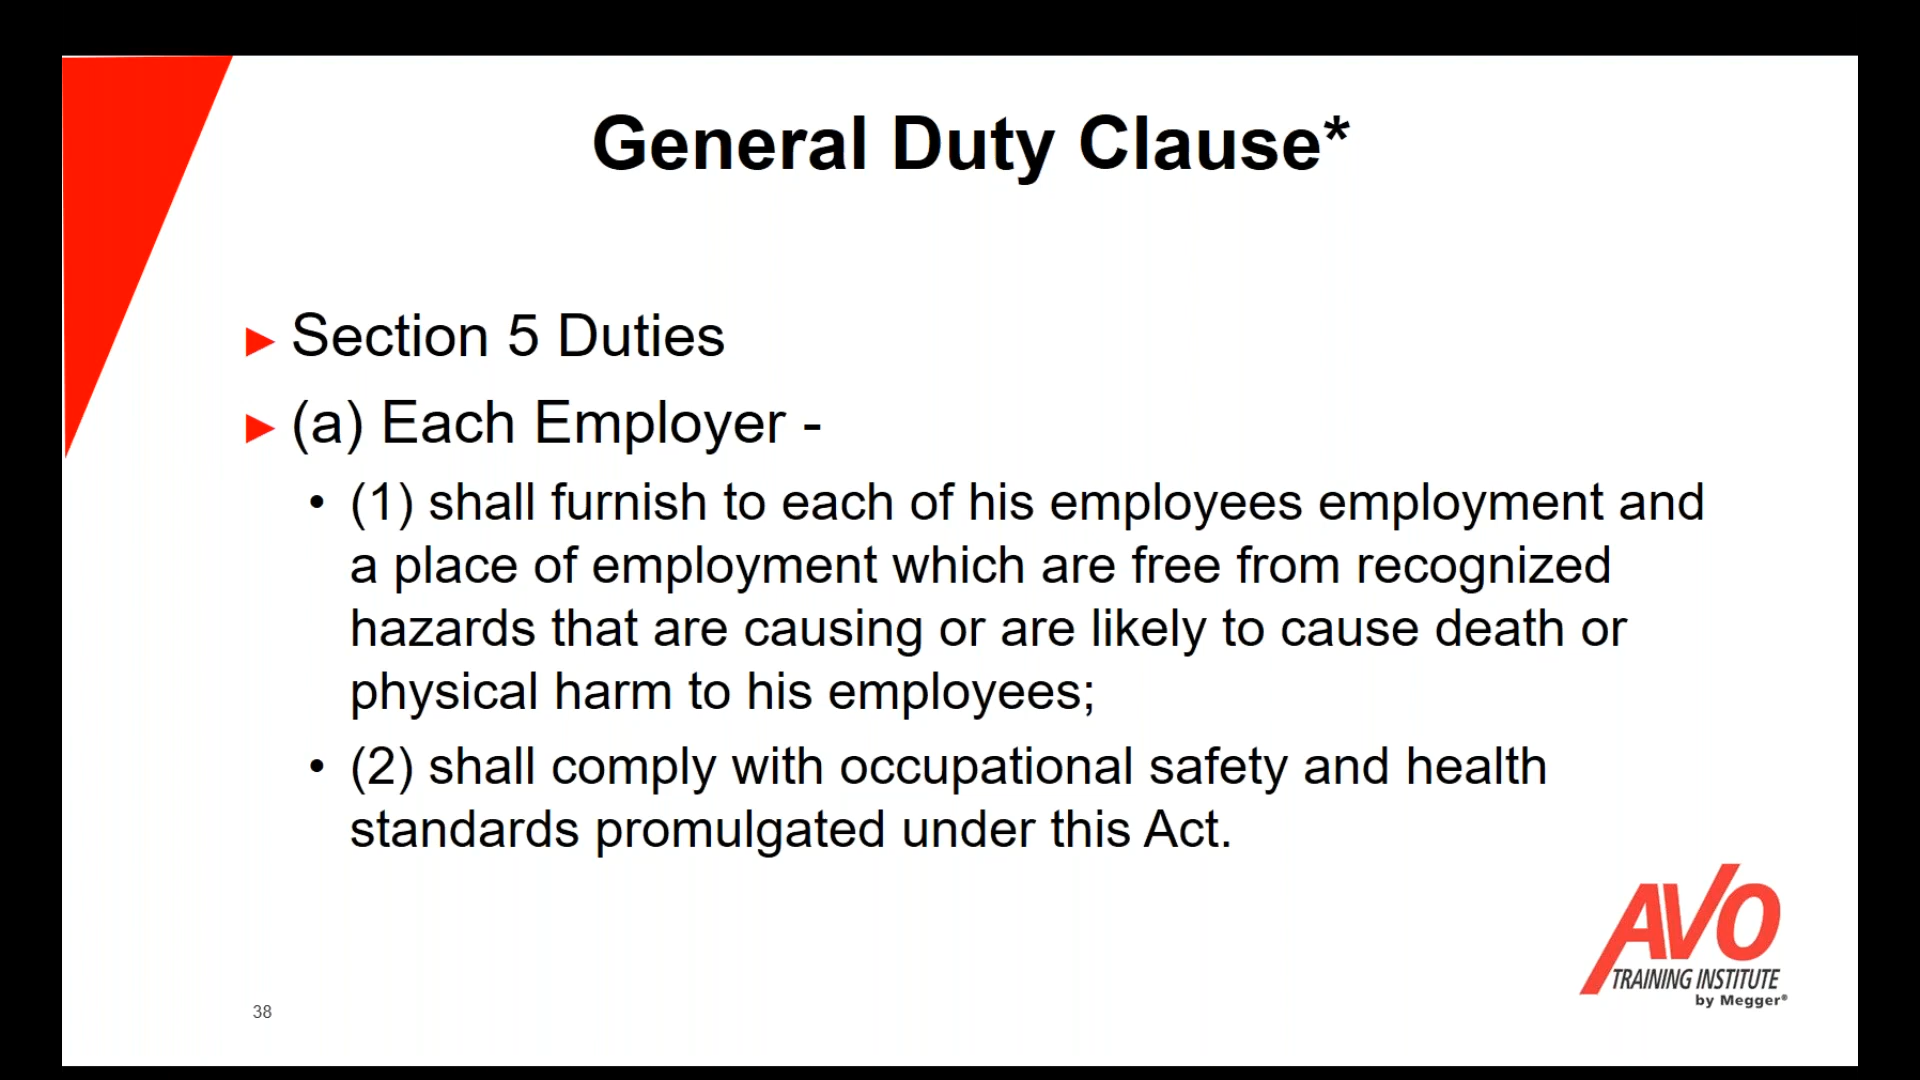 General Duty Clause*
► Section 5 Duties
► (a) Each Employer -
• (1) shall furnish to each of his employees employment and
a place of employment which are free from recognized
hazards that are causing or are likely to cause death or
physical harm to his employees;
• (2) shall comply with occupational safety and health
standards promulgated under this Act.
AVO
TRAINING INSTITUTE
by Megger®
38